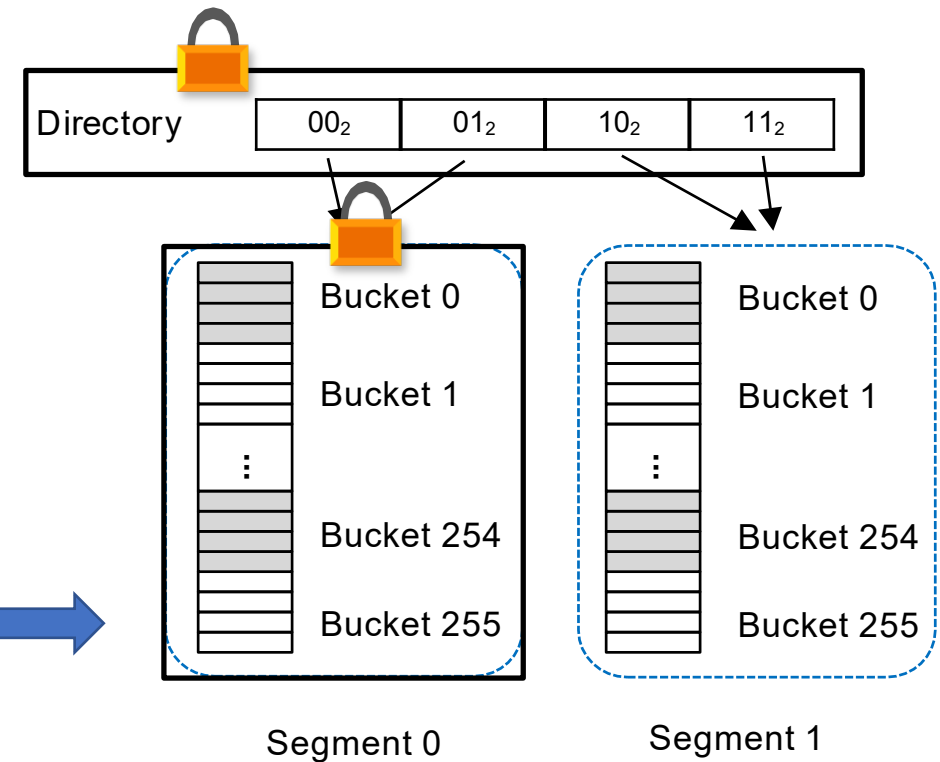 Directory 00₂ 01₂ 10₂ 11₂
Bucket 0 Bucket 0
Bucket 1 Bucket 1
... ...
Bucket 254 Bucket 254
Bucket 255 Bucket 255
Segment 0 Segment 1